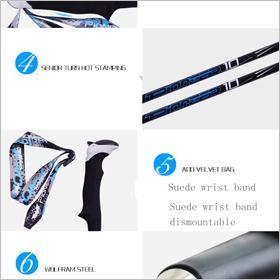 4
SENIOR TURN HOT STAMPING
5
ADD VELVET BAG
Suede wrist band
Suede wrist band
dismountable
6
WOLFRAM STEEL